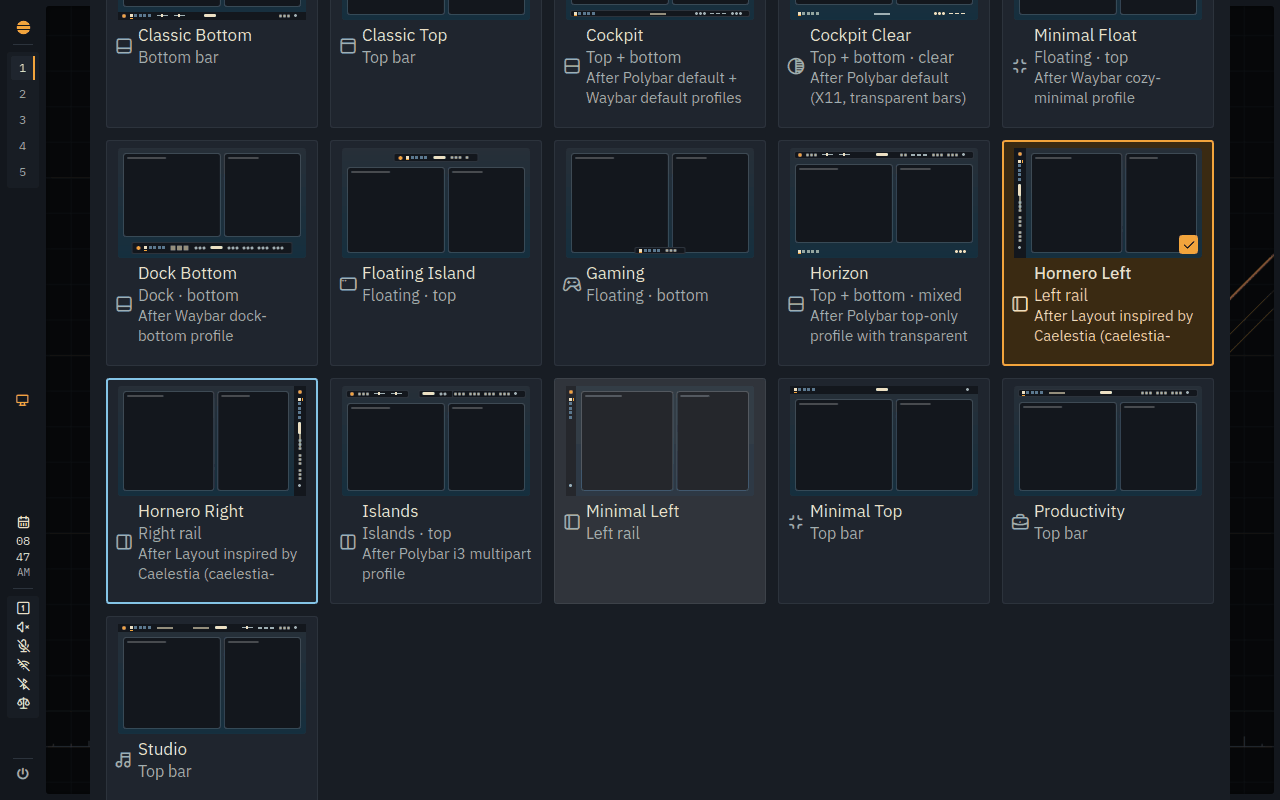 1
2
3
4
5
08
47
AM
1
Classic Bottom
Bottom bar
Classic Top
Top bar
Cockpit
Top + bottom
After Polybar default +
Waybar default profiles
Cockpit Clear
Top + bottom · clear
After Polybar default
(X11, transparent bars)
Minimal Float
Floating · top
After Waybar cozy-
minimal profile
Dock Bottom
Dock · bottom
After Waybar dock-
bottom profile
Floating Island
Floating · top
Gaming
Floating · bottom
Horizon
Top + bottom · mixed
After Polybar top-only
profile with transparent
Hornero Left
Left rail
After Layout inspired by
Caelestia (caelestia-
Hornero Right
Right rail
After Layout inspired by
Caelestia (caelestia-
Islands
Islands · top
After Polybar i3 multipart
profile
Minimal Left
Left rail
Minimal Top
Top bar
Productivity
Top bar
Studio
Top bar